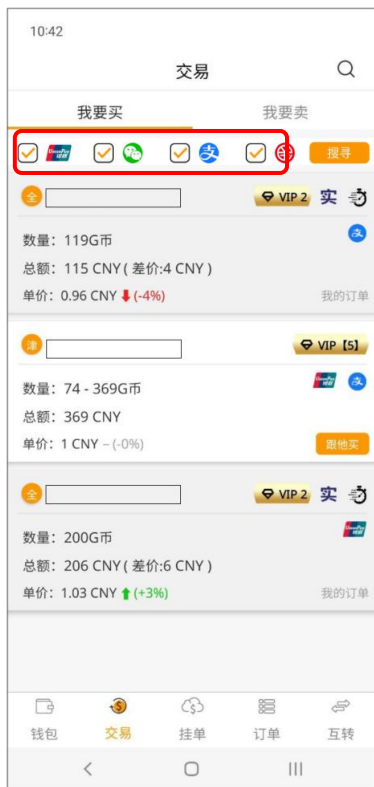 10:42
交易
我要买 我要卖
搜寻
全 VIP 2 实
数量：119G币
总额：115 CNY ( 差价:4 CNY )
单价：0.96 CNY (-4%) 我的订单
津 VIP【5】
数量：74 - 369G币
总额：369 CNY
单价：1 CNY – (-0%) 跟他买
全 VIP 2 实
数量：200G币
总额：206 CNY ( 差价:6 CNY )
单价：1.03 CNY (+3%) 我的订单
钱包 交易 挂单 订单 互转